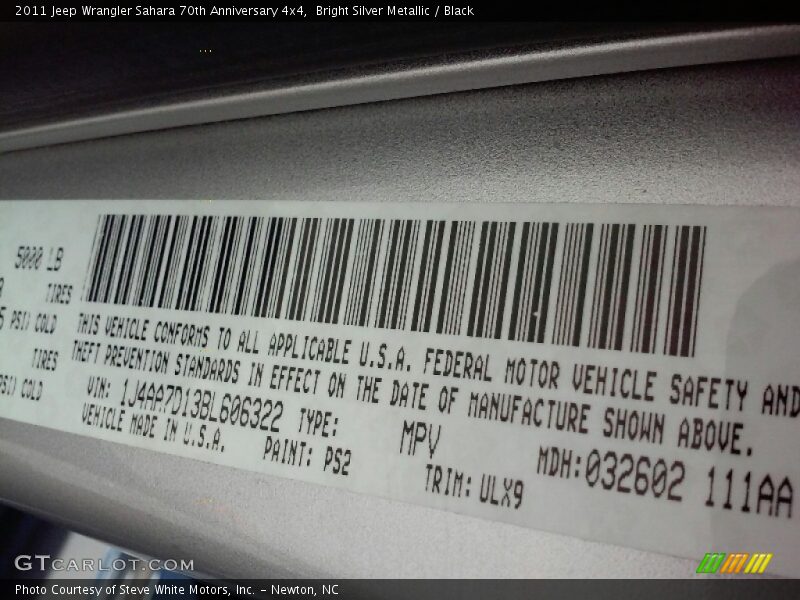 2011 Jeep Wrangler Sahara 70th Anniversary 4x4, Bright Silver Metallic / Black
5000 LB
TIRES
PSI) COLD
TIRES
PSI) COLD
THIS VEHICLE CONFORMS TO ALL APPLICABLE U.S.A. FEDERAL MOTOR VEHICLE SAFETY AND
THEFT PREVENTION STANDARDS IN EFFECT ON THE DATE OF MANUFACTURE SHOWN ABOVE.
VIN: 1J4AA7D13BL606322 TYPE: MPV MDH:032602 111AA
VEHICLE MADE IN U.S.A. PAINT: PS2 TRIM: ULX9
GTCarLot.com
Photo Courtesy of Steve White Motors, Inc. – Newton, NC